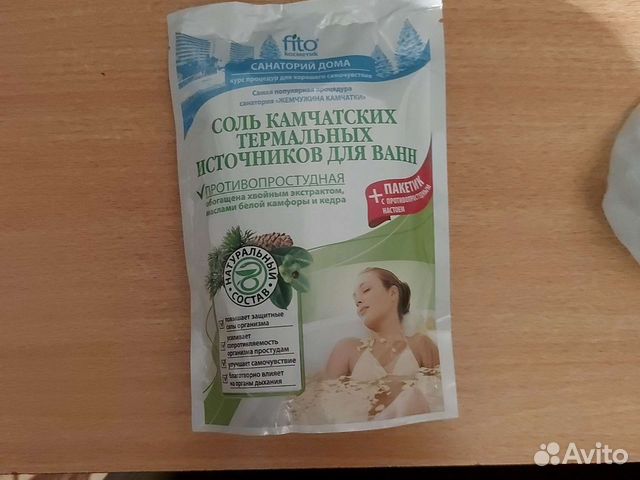 fito
косметик
САНАТОРИЙ ДОМА
курс процедур для хорошего самочувствия
Самая популярная процедура
санатория «ЖЕМЧУЖИНА КАМЧАТКИ»
СОЛЬ КАМЧАТСКИХ
ТЕРМАЛЬНЫХ
ИСТОЧНИКОВ ДЛЯ ВАНН
ПРОТИВОПРОСТУДНАЯ
обогащена хвойным экстрактом,
маслами белой камфоры и кедра
+ ПАКЕТИК
с противопростудным
настоем
НАТУРАЛЬНЫЙ
СОСТАВ
повышает защитные
силы организма
усиливает
сопротивляемость
организма простудам
улучшает самочувствие
благотворно влияет
на органы дыхания
Avito